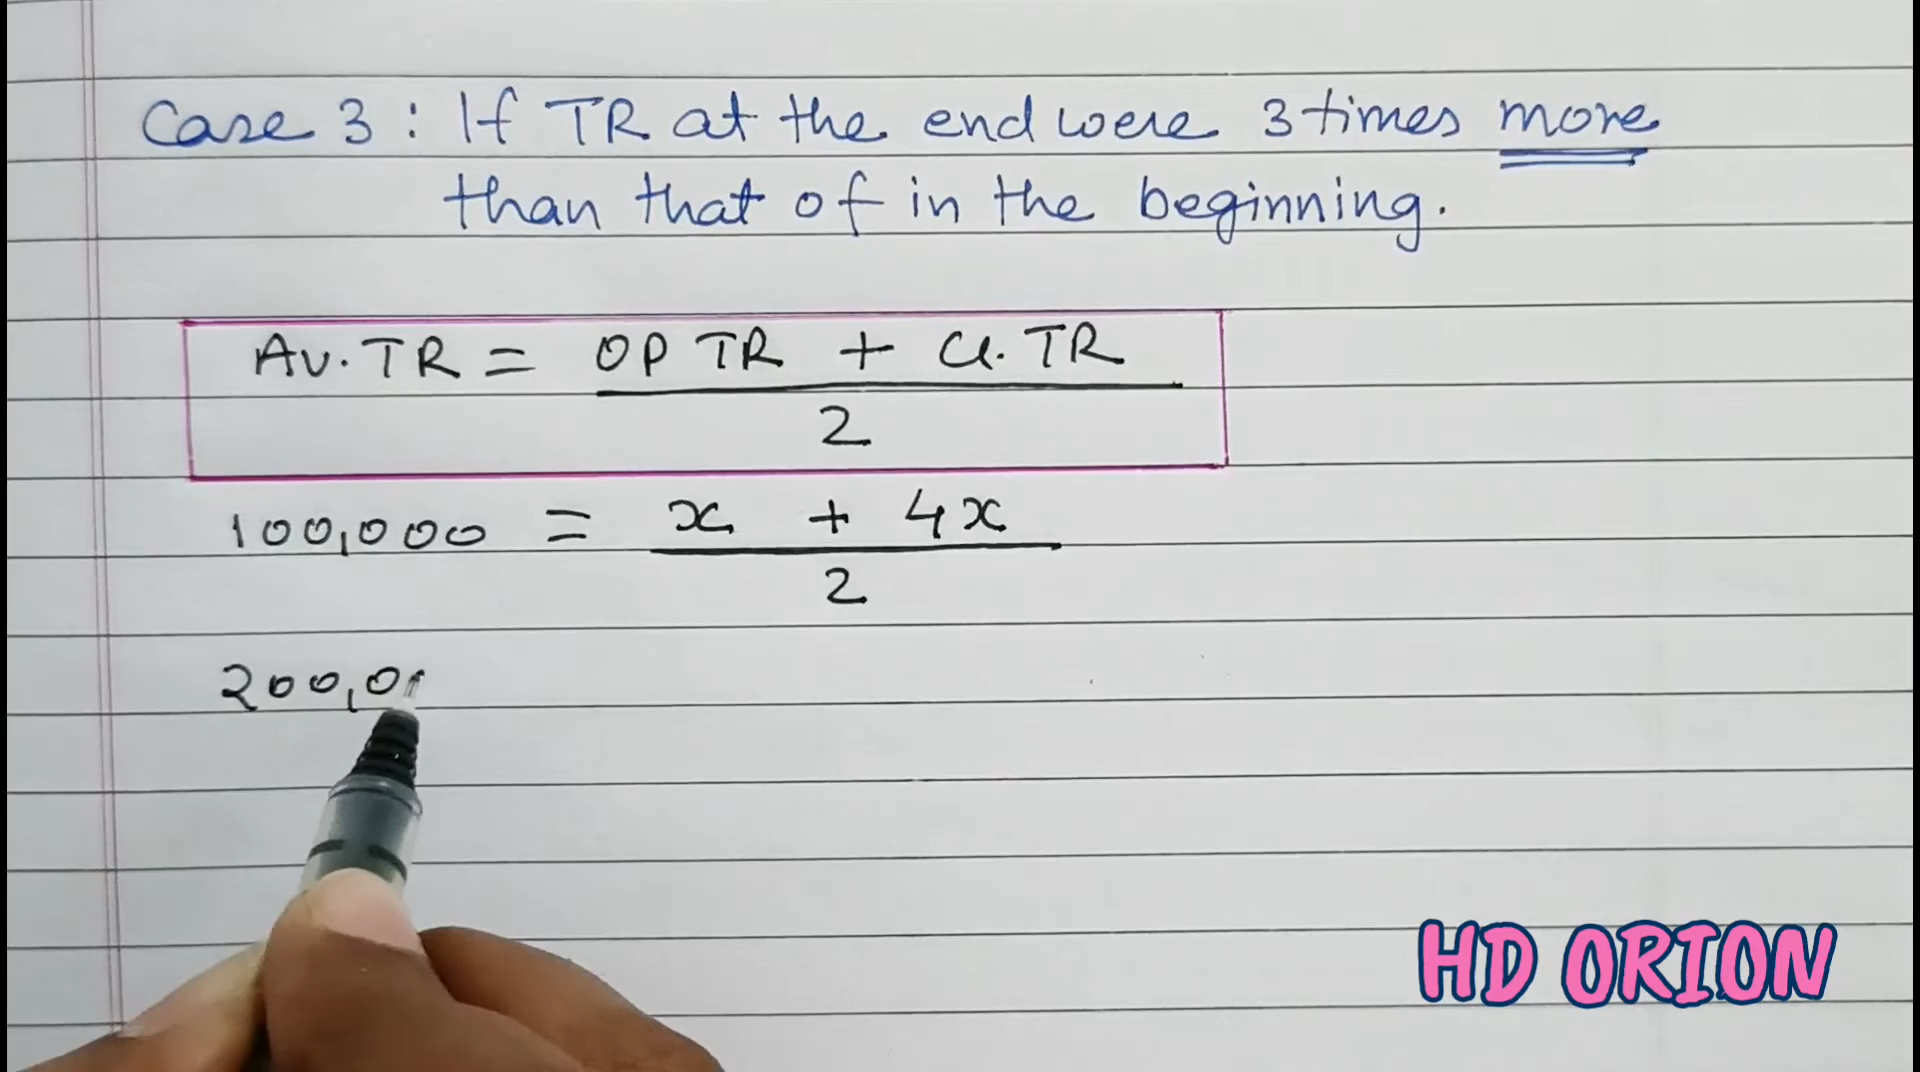 Case 3 : If TR at the end were 3 times more
than that of in the beginning.
Av. TR = OP TR + Cl. TR
2
100,000 = x + 4x
2
200,0
HD ORION